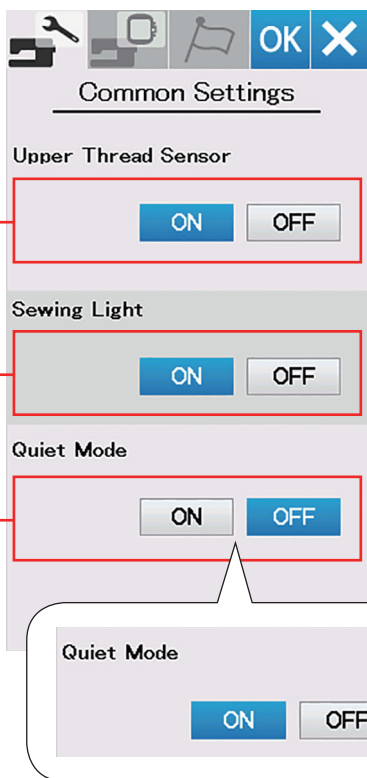 OK
Common Settings
Upper Thread Sensor
ON OFF
Sewing Light
ON OFF
Quiet Mode
ON OFF
Quiet Mode
ON OFF